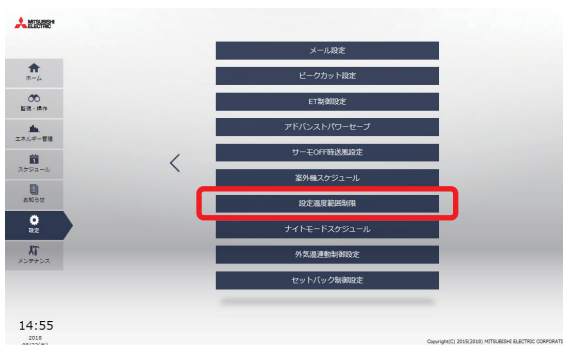 MITSUBISHI
ELECTRIC
メール設定
ピークカット設定
ET制御設定
アドバンストパワーセーブ
サーモOFF時送風設定
室外機スケジュール
設定温度範囲制限
ナイトモードスケジュール
外気温連動制御設定
セットバック制御設定
ホーム
監視・操作
エネルギー管理
スケジュール
お知らせ
設定
メンテナンス
14:55
2018
Copyright(C) 2015(2018) MITSUBISHI ELECTRIC CORPORATI